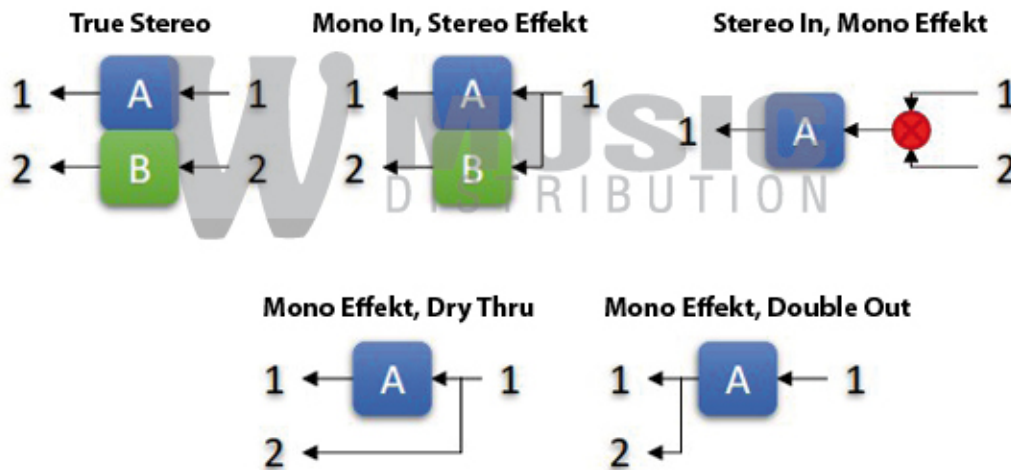 True Stereo
Mono In, Stereo Effekt
Stereo In, Mono Effekt
1 A 1
2 B 2
1 A 1
2 B
1 A 1
2
W MUSIC
DISTRIBUTION
Mono Effekt, Dry Thru
Mono Effekt, Double Out
1 A 1
2
1 A 1
2